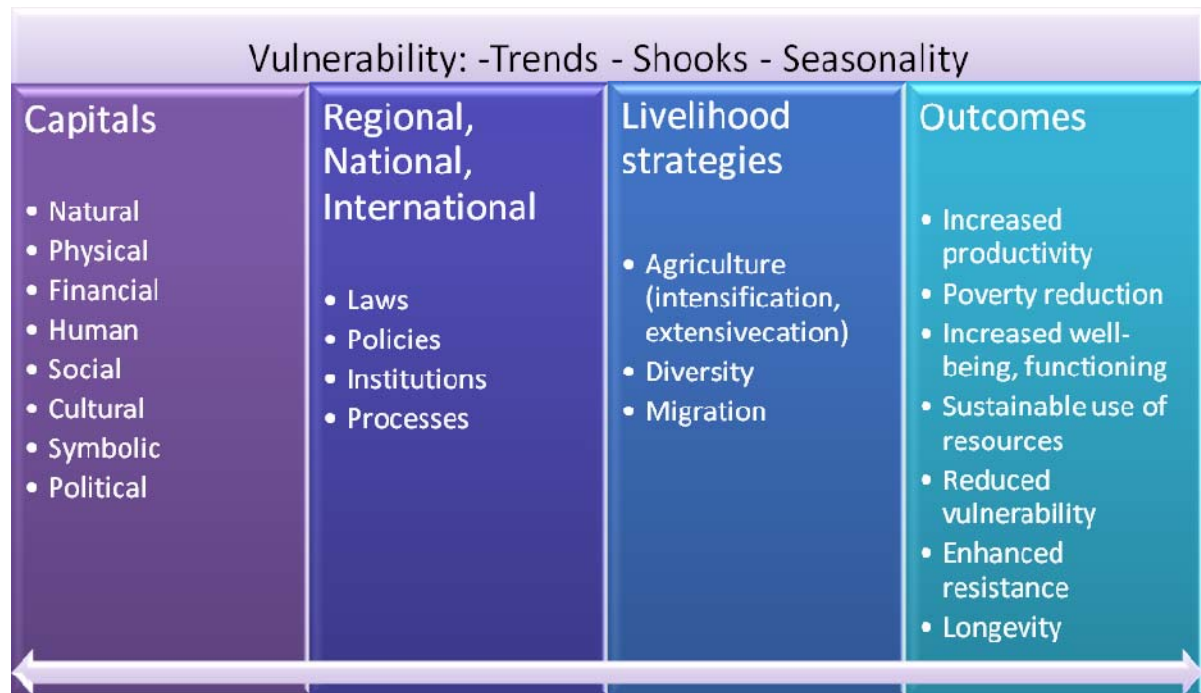 Vulnerability: -Trends - Shooks - Seasonality
Capitals
• Natural
• Physical
• Financial
• Human
• Social
• Cultural
• Symbolic
• Political
Regional,
National,
International
• Laws
• Policies
• Institutions
• Processes
Livelihood
strategies
• Agriculture
(intensification,
extensivecation)
• Diversity
• Migration
Outcomes
• Increased
productivity
• Poverty reduction
• Increased well-
being, functioning
• Sustainable use of
resources
• Reduced
vulnerability
• Enhanced
resistance
• Longevity